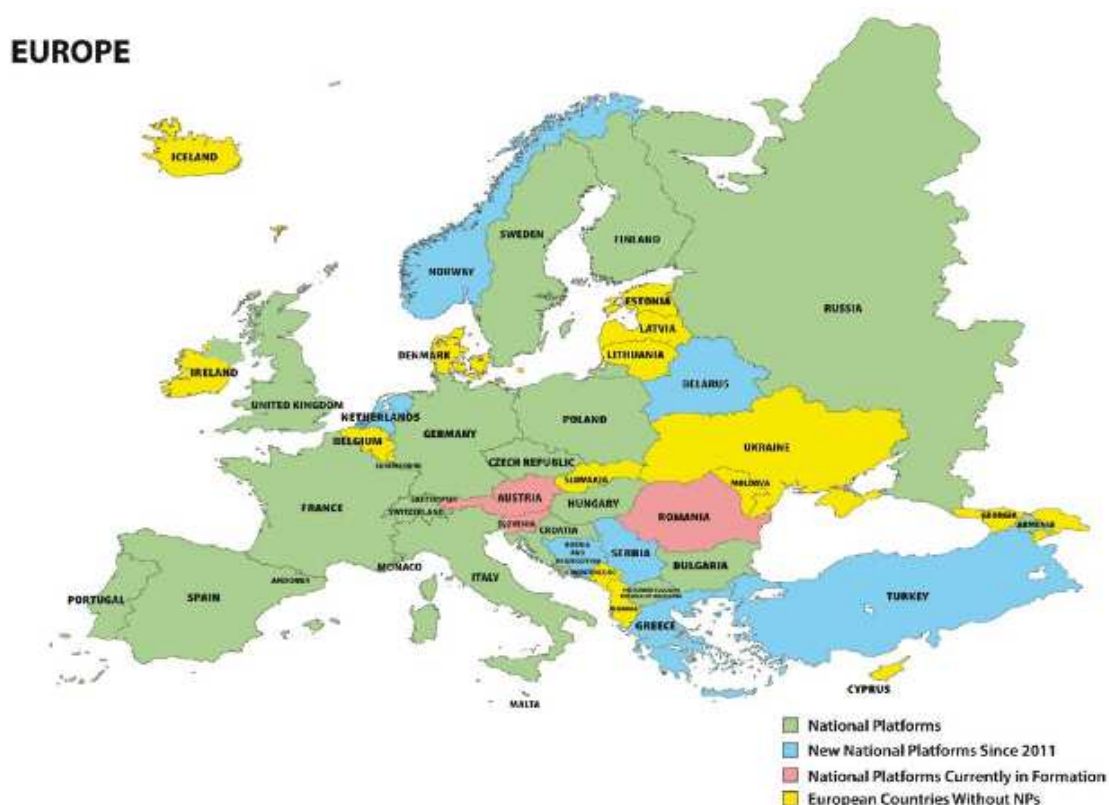 EUROPE
ICELAND
SWEDEN
FINLAND
NORWAY
RUSSIA
ESTONIA
LATVIA
DENMARK
LITHUANIA
IRELAND
BELARUS
UNITED KINGDOM
NETHERLANDS
POLAND
GERMANY
BELGIUM
UKRAINE
CZECH REPUBLIC
SLOVAKIA
MOLDOVA
AUSTRIA
FRANCE
HUNGARY
SWITZERLAND
ROMANIA
GEORGIA
ARMENIA
SLOVENIA
CROATIA
SERBIA
BULGARIA
MONACO
ITALY
ANDORRA
PORTUGAL
SPAIN
TURKEY
GREECE
CYPRUS
MALTA
National Platforms
New National Platforms Since 2011
National Platforms Currently in Formation
European Countries Without NPs